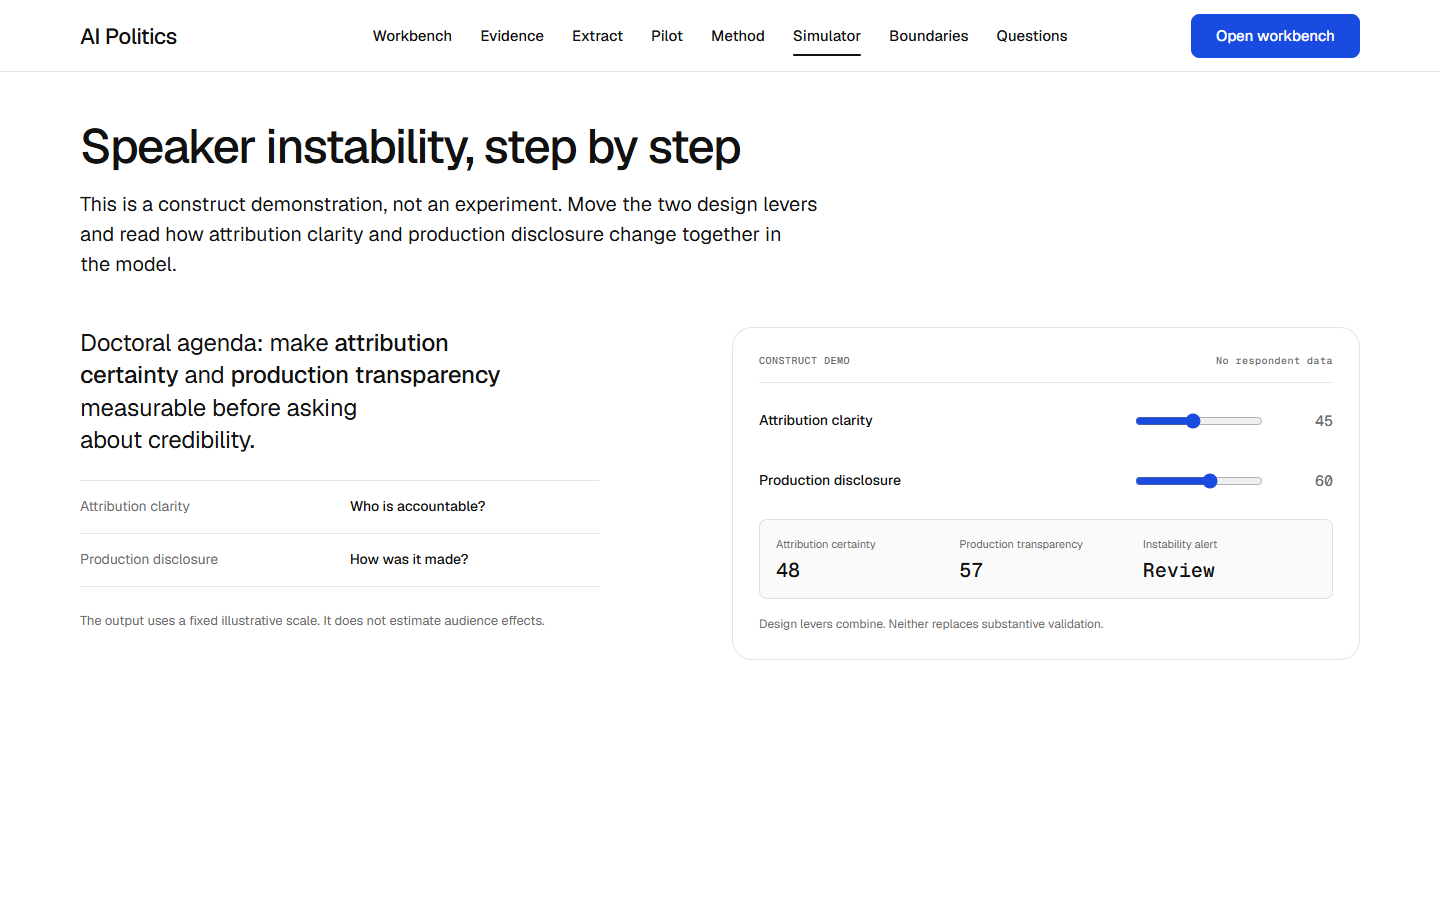 AI Politics
Workbench
Evidence
Extract
Pilot
Method
Simulator
Boundaries
Questions
Open workbench
Speaker instability, step by step
This is a construct demonstration, not an experiment. Move the two design levers
and read how attribution clarity and production disclosure change together in
the model.
Doctoral agenda: make attribution
certainty and production transparency
measurable before asking
about credibility.
Attribution clarity
Who is accountable?
Production disclosure
How was it made?
The output uses a fixed illustrative scale. It does not estimate audience effects.
CONSTRUCT DEMO
No respondent data
Attribution clarity
45
Production disclosure
60
Attribution certainty
48
Production transparency
57
Instability alert
Review
Design levers combine. Neither replaces substantive validation.